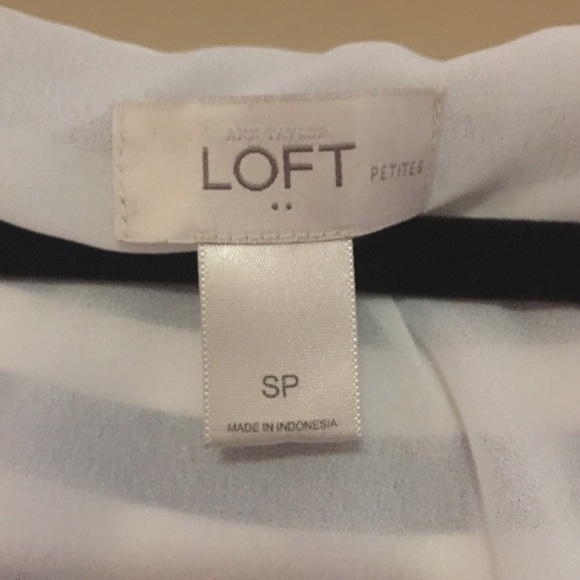 ANN TAYLOR
LOFT PETITES
SP
MADE IN INDONESIA